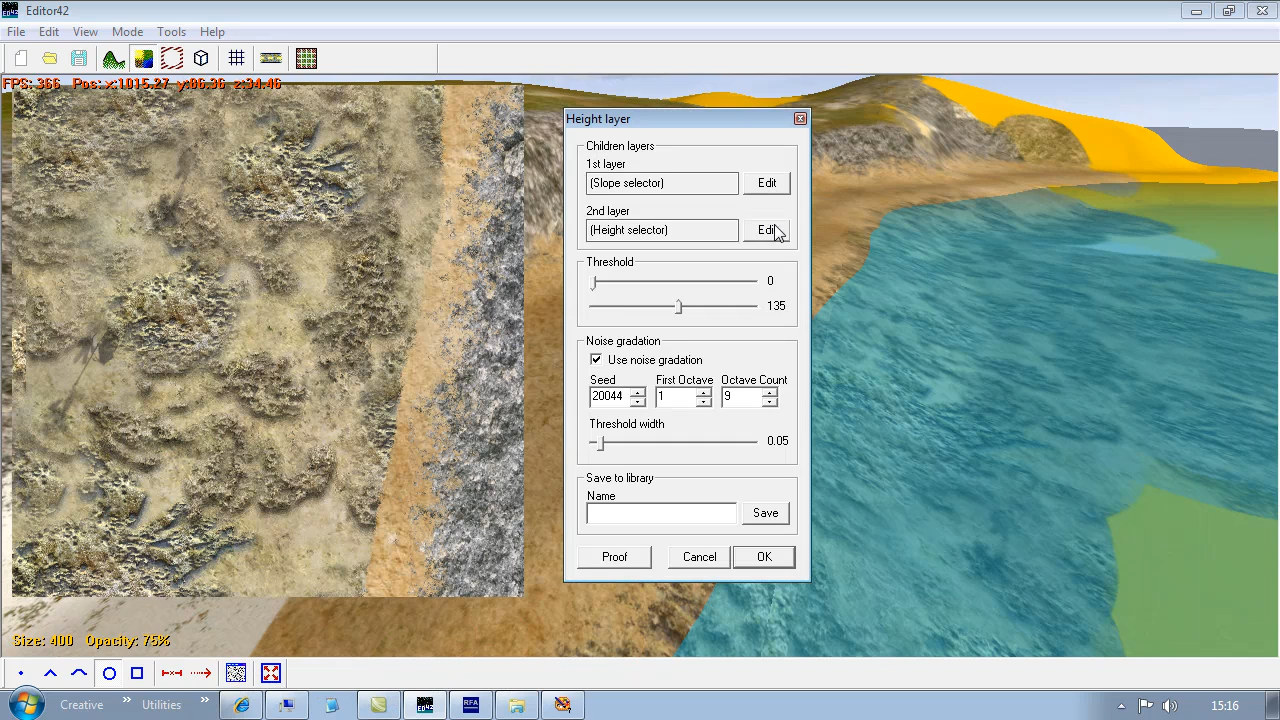 Editor42
File Edit View Mode Tools Help
FPS: 366 Pos: x:1015.27 y:06.36 z:34.46
Height layer
Children layers
1st layer
(Slope selector) Edit
2nd layer
(Height selector) Edit
Threshold
0
135
Noise gradation
Use noise gradation
Seed First Octave Octave Count
20044 1 9
Threshold width
0.05
Save to library
Name
Save
Proof Cancel OK
Size: 400 Opacity: 75%
Creative » Utilities » ED42 RFA 15:16